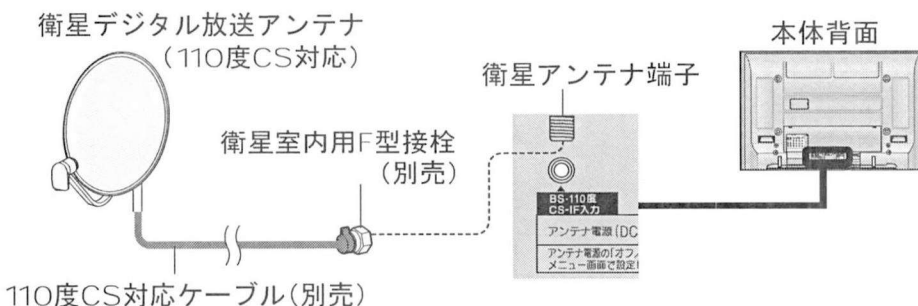 衛星デジタル放送アンテナ
(110度CS対応)
本体背面
衛星アンテナ端子
衛星室内用F型接栓
(別売)
BS-110度
CS-IF入力
アンテナ電源(DC
アンテナ電源の「オフ/
メニュー画面で設定
110度CS対応ケーブル(別売)